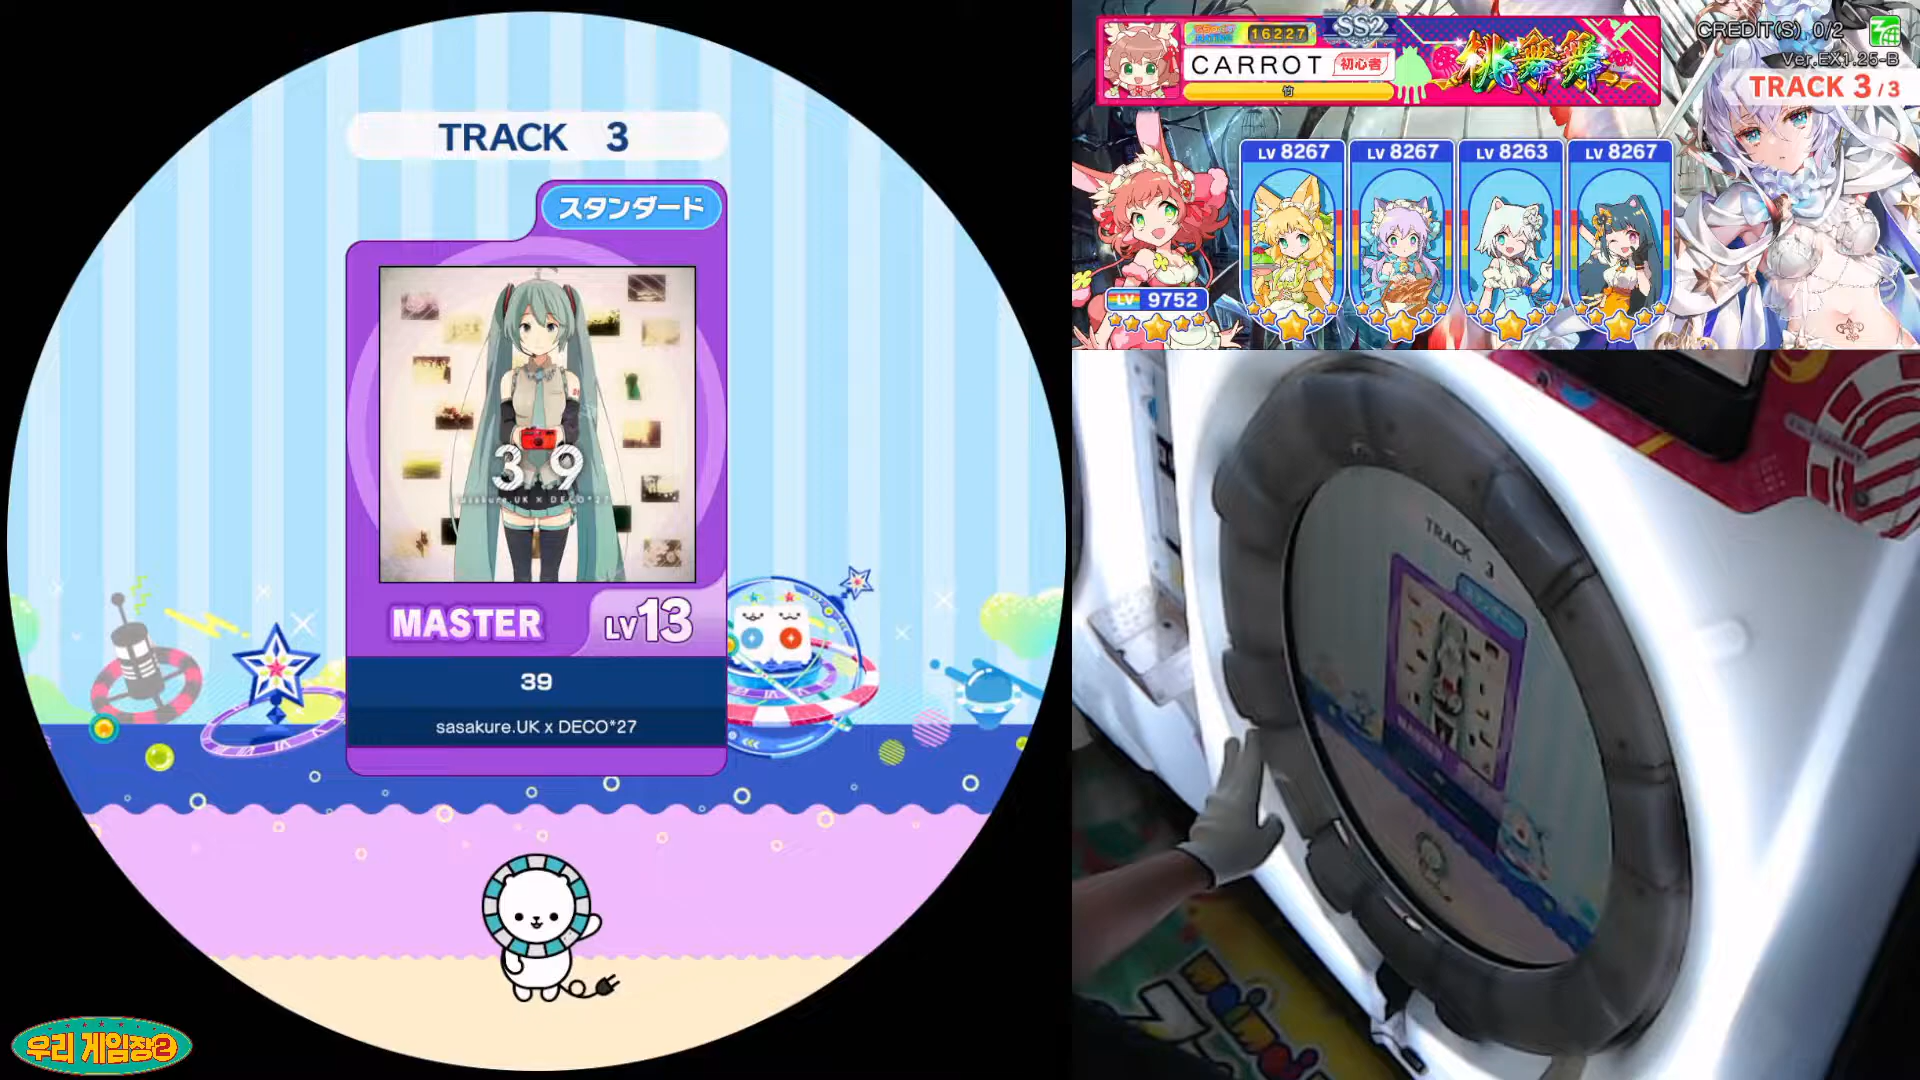 TRACK 3
スタンダード
39
sasakure.UK × DECO*27
MASTER
LV13
39
sasakure.UK x DECO*27
우리 게임장2
16227
SS2
CARROT
初心者
竹
桃舞舞
CREDIT(S) 0/2
Ver.EX1.25-B
TRACK 3/3
LV 8267
LV 8267
LV 8263
LV 8267
LV 9752
TRACK 3